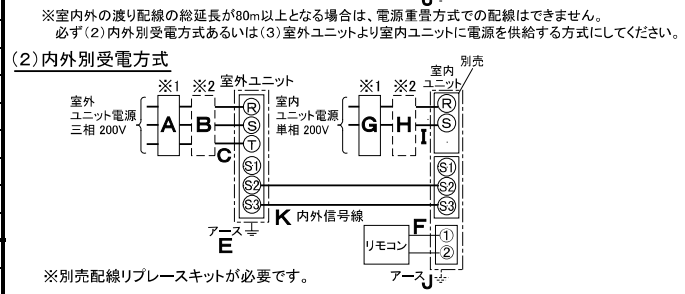 ※室内外の渡り配線の総延長が80m以上となる場合は、電源重畳方式での配線はできません。
必ず(2)内外別受電方式あるいは(3)室外ユニットより室内ユニットに電源を供給する方式にしてください。
(2)内外別受電方式
※1 ※2 室外ユニット
室外
ユニット電源
三相 200V
A B C
R
S
T
S1
S2
S3
アース
E
※1 ※2 室内
ユニット
別売
室内
ユニット電源
単相 200V
G H I
R
S
S1
S2
S3
K 内外信号線
F
リモコン
①
②
アース J
※別売配線リプレースキットが必要です。